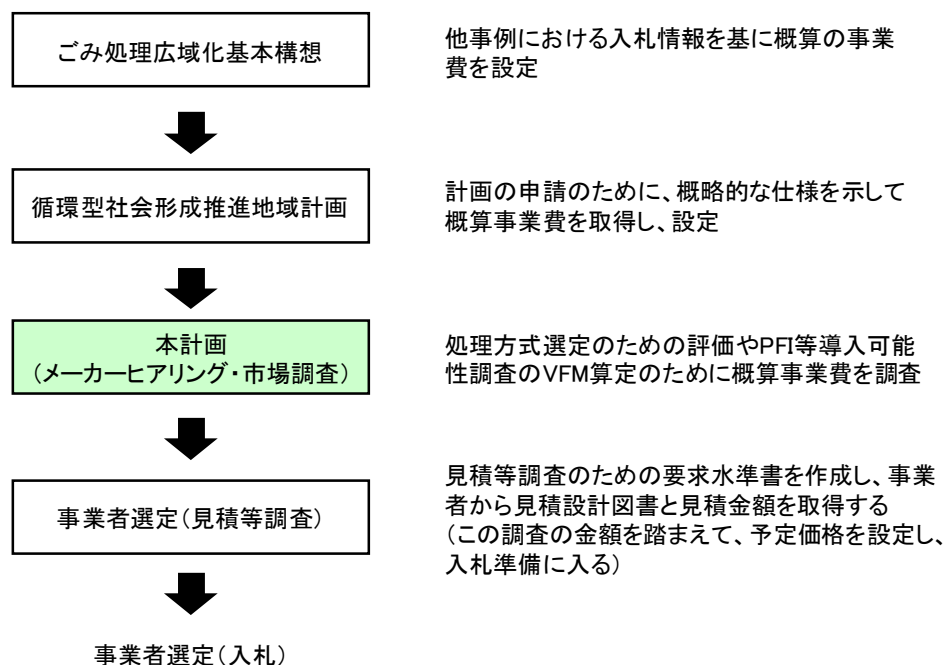 ごみ処理広域化基本構想
他事例における入札情報を基に概算の事業
費を設定
循環型社会形成推進地域計画
計画の申請のために、概略的な仕様を示して
概算事業費を取得し、設定
本計画
（メーカーヒアリング・市場調査）
処理方式選定のための評価やPFI等導入可能
性調査のVFM算定のために概算事業費を調査
事業者選定（見積等調査）
見積等調査のための要求水準書を作成し、事業
者から見積設計図書と見積金額を取得する
（この調査の金額を踏まえて、予定価格を設定し、
入札準備に入る）
事業者選定（入札）